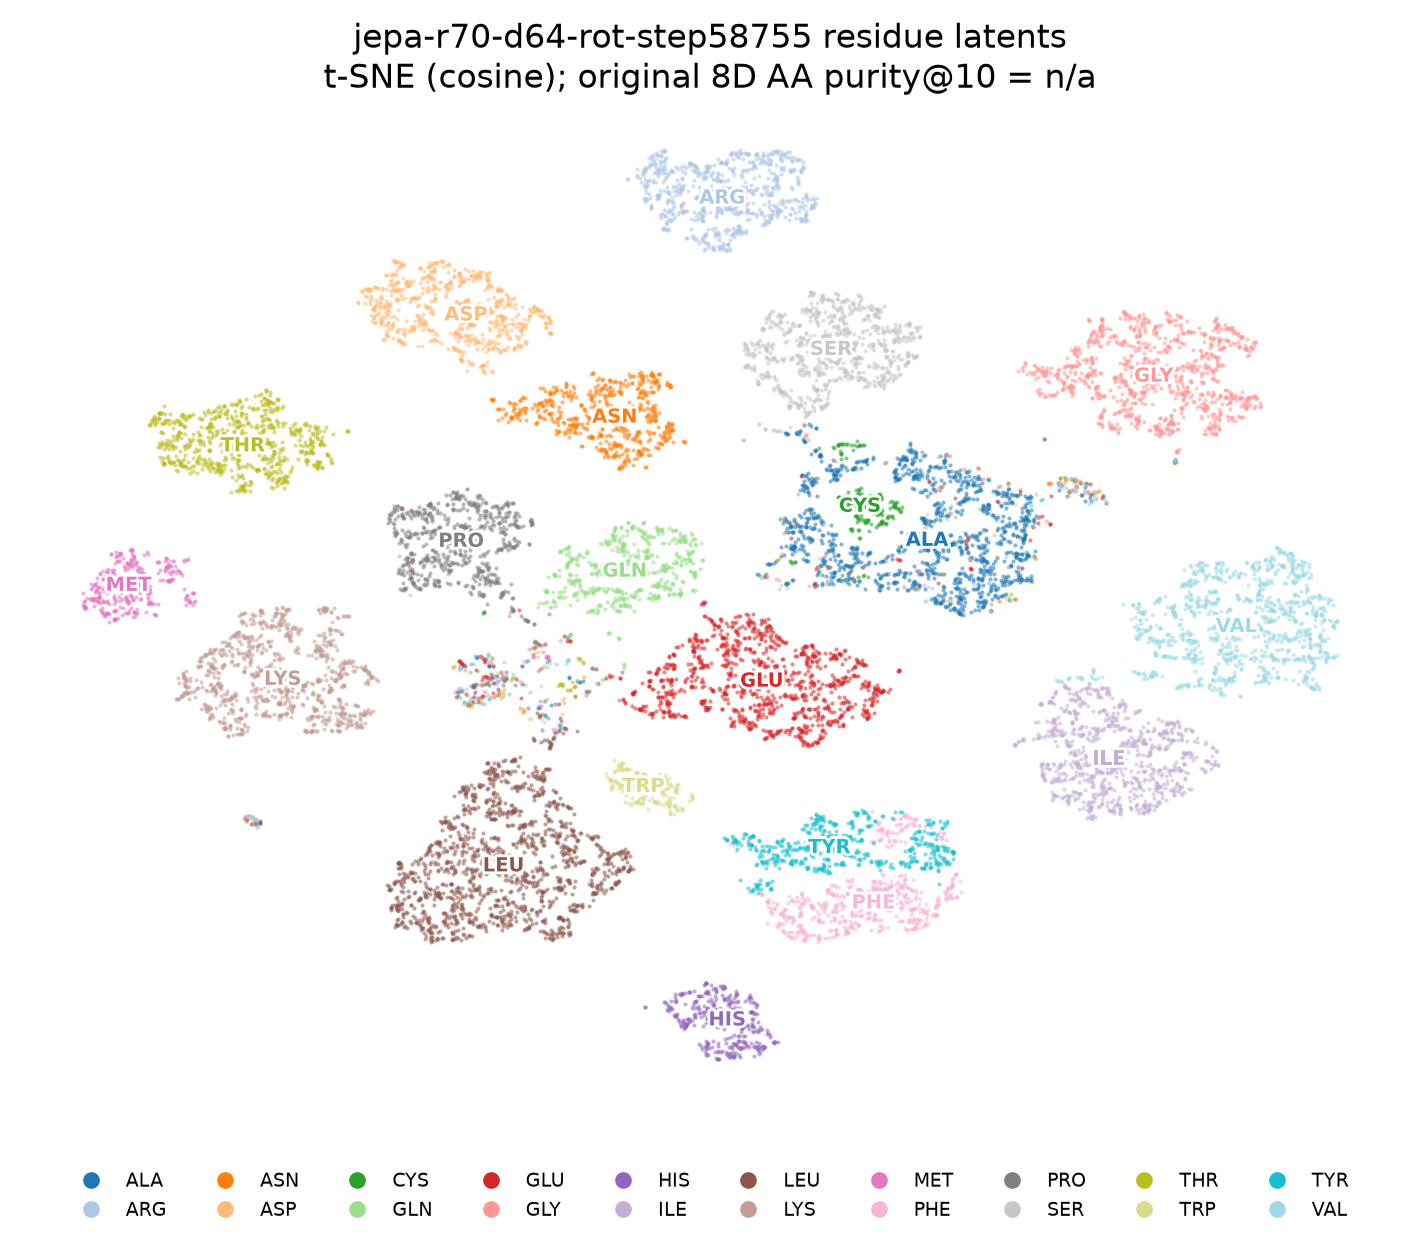 jepa-r70-d64-rot-step58755 residue latents
t-SNE (cosine); original 8D AA purity@10 = n/a
ARG
ASP
SER
GLY
ASN
THR
CYS
PRO
ALA
GLN
MET
VAL
LYS
GLU
ILE
TRP
TYR
LEU
PHE
HIS
ALA ASN CYS GLU HIS LEU MET PRO THR TYR
ARG ASP GLN GLY ILE LYS PHE SER TRP VAL